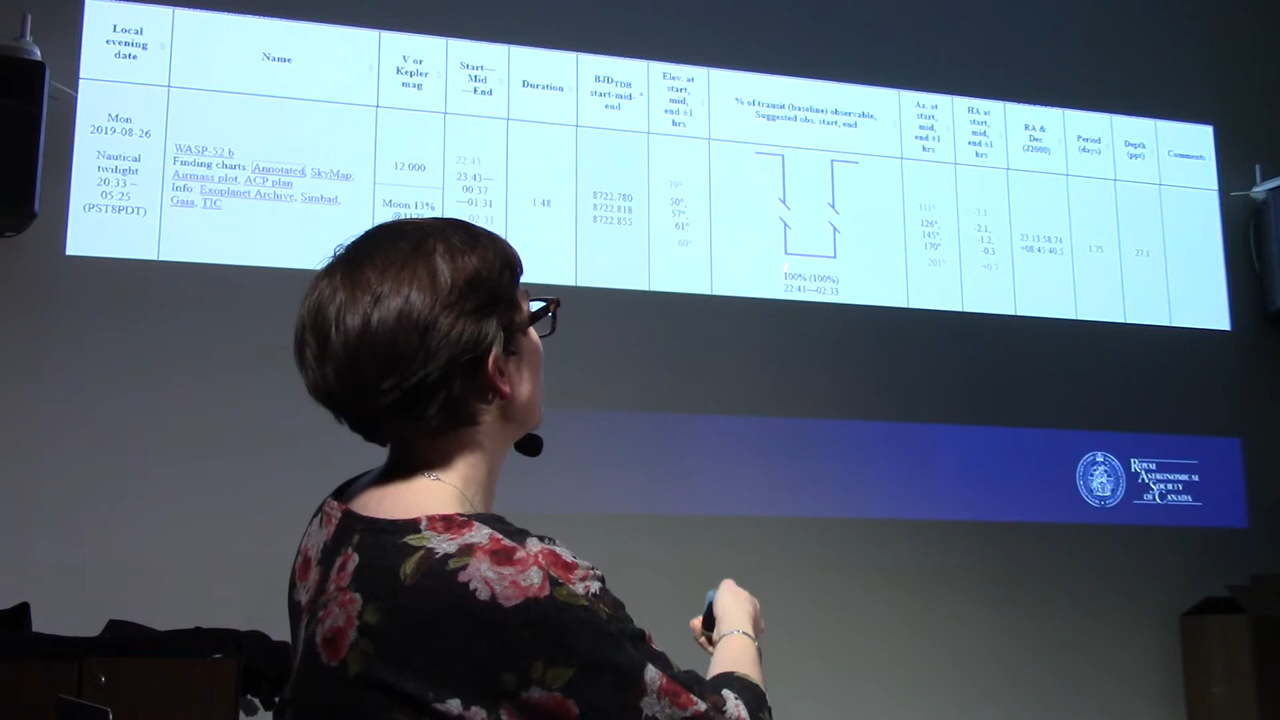 Local
evening
date
Name
V or
Kepler
mag
Start—
Mid
—End
Duration
BJDTDB
start-mid-
end
Elev. at
start,
mid,
end ±1
hrs
% of transit (baseline) observable,
Suggested obs. start, end
Az. at
start,
mid,
end ±1
hrs
HA at
start,
mid,
end ±1
hrs
RA &
Dec
(J2000)
Period
(days)
Depth
(ppt)
Comments
Mon.
2019-08-26
Nautical
twilight
20:33 –
05:25
(PST8PDT)
WASP-52 b
Finding charts: Annotated, SkyMap,
Airmass plot, ACP plan
Info: Exoplanet Archive, Simbad,
Gaia, TIC
12.000
Moon 13%
22:43
23:43—
00:37
—01:31
02:31
1:48
8722.780
8722.818
8722.855
39°
50°,
57°,
61°
60°
100% (100%)
22:41—02:33
111°
126°,
145°,
170°
201°
-3.1
-2.1,
-1.2,
-0.3
+0.7
23:13:58.74
+08:45:40.5
1.75
27.1
ROYAL
ASTRONOMICAL
SOCIETY
OF CANADA